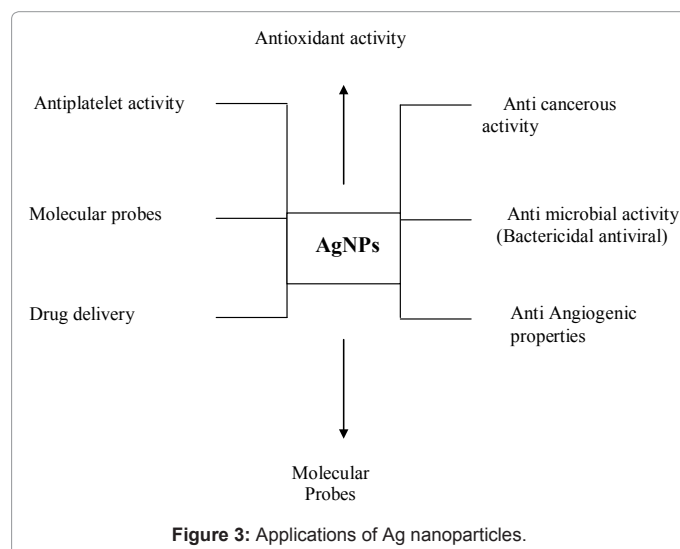 Antioxidant activity
Antiplatelet activity
Anti cancerous
activity
Molecular probes
Anti microbial activity
(Bactericidal antiviral)
AgNPs
Drug delivery
Anti Angiogenic
properties
Molecular
Probes
Figure 3: Applications of Ag nanoparticles.